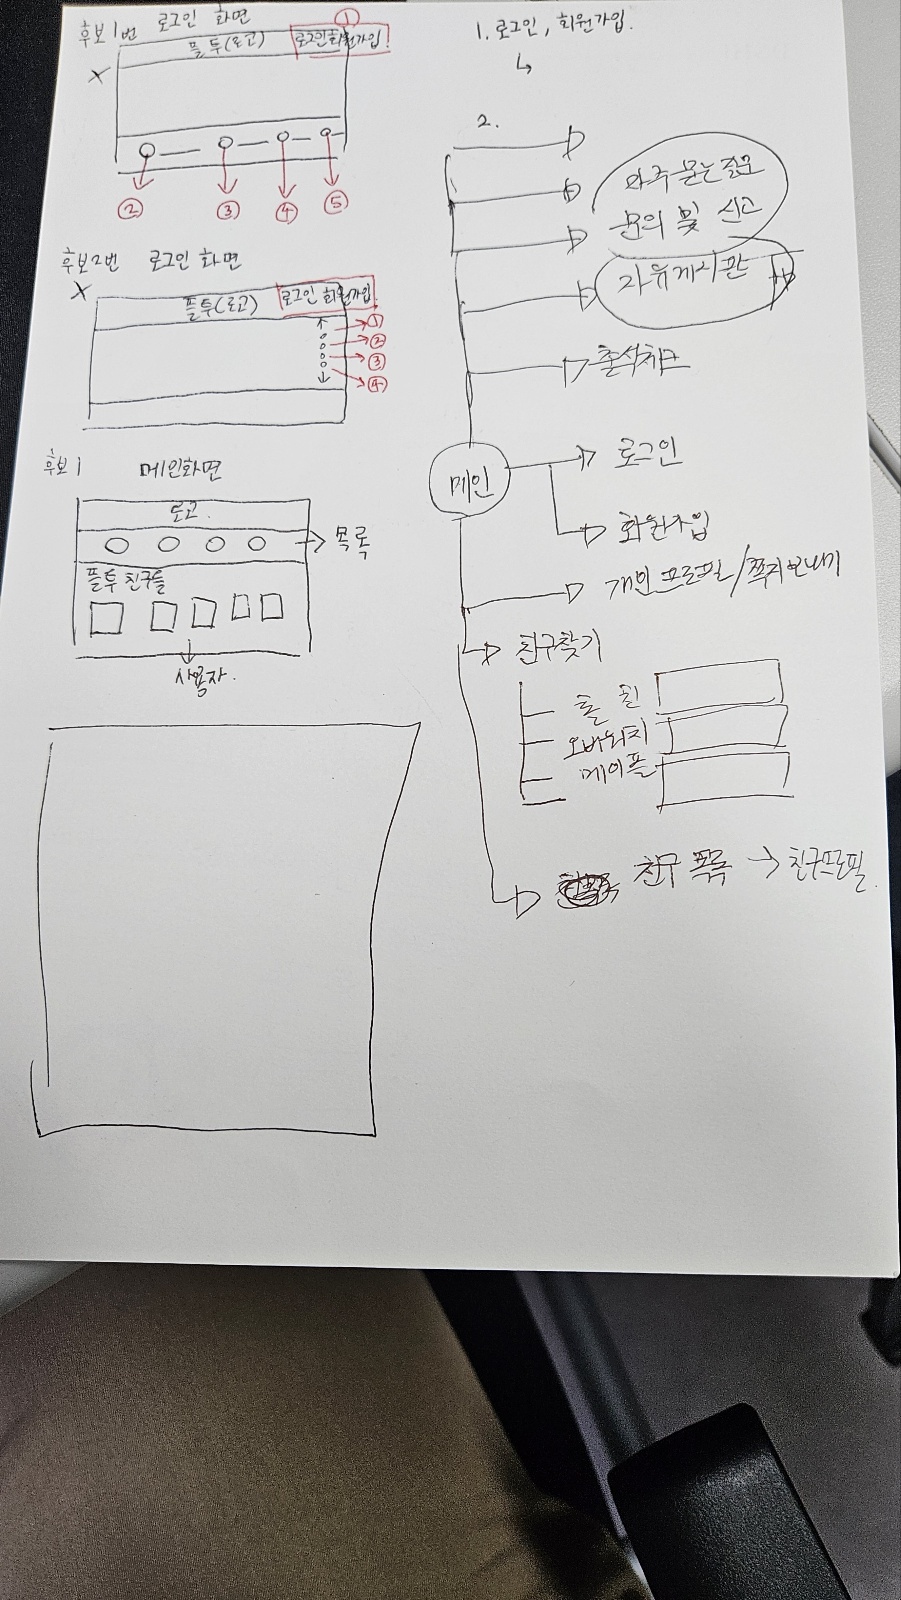 후보1번 로그인 화면
①
플투(로고) 로그인 회원가입
X
② ③ ④ ⑤
후보2번 로그인 화면
X
플투(로고) 로그인 회원가입
①
②
③
④
후보1 메인화면
로고
목록
플투 친구들
사용자
1. 로그인, 회원가입.
2.
자주 묻는 질문
문의 및 신고
자유게시판
출석체크
메인
로그인
회원가입
개인 프로필/쪽지보내기
친구찾기
롤
오버워치
메이플
친구 목록 → 친구프로필